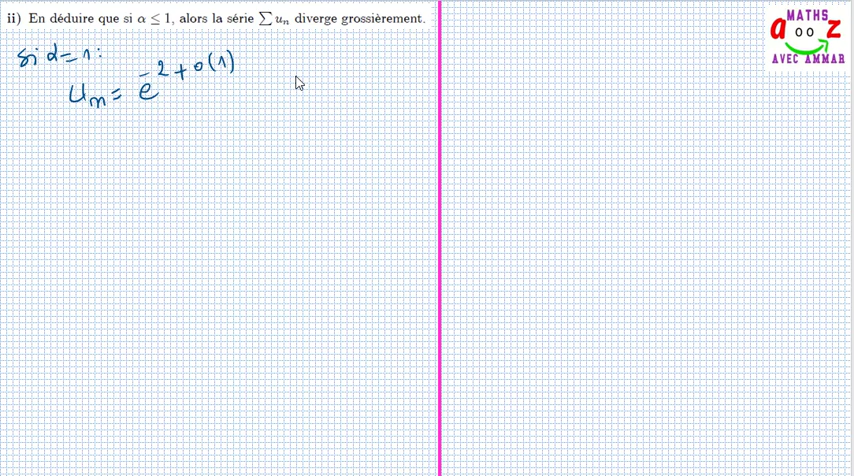 ii) En déduire que si α ≤ 1, alors la série ∑ uₙ diverge grossièrement.
si α = 1 :
uₙ = e^{-2 + o(1)}
MATHS
a oo z
AVEC AMMAR